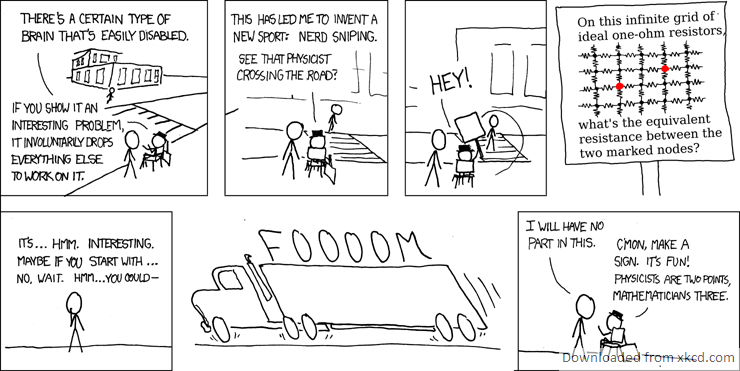 THERE'S A CERTAIN TYPE OF
BRAIN THAT'S EASILY DISABLED.
IF YOU SHOW IT AN
INTERESTING PROBLEM,
IT INVOLUNTARILY DROPS
EVERYTHING ELSE
TO WORK ON IT.
THIS HAS LED ME TO INVENT A
NEW SPORT: NERD SNIPING.
SEE THAT PHYSICIST
CROSSING THE ROAD?
HEY!
On this infinite grid of
ideal one-ohm resistors,
what's the equivalent
resistance between the
two marked nodes?
IT'S... HMM. INTERESTING.
MAYBE IF YOU START WITH ...
NO, WAIT. HMM...YOU COULD—
FOOOOM
I WILL HAVE NO
PART IN THIS.
C'MON, MAKE A
SIGN. IT'S FUN!
PHYSICISTS ARE TWO POINTS,
MATHEMATICIANS THREE.
Downloaded from xkcd.com